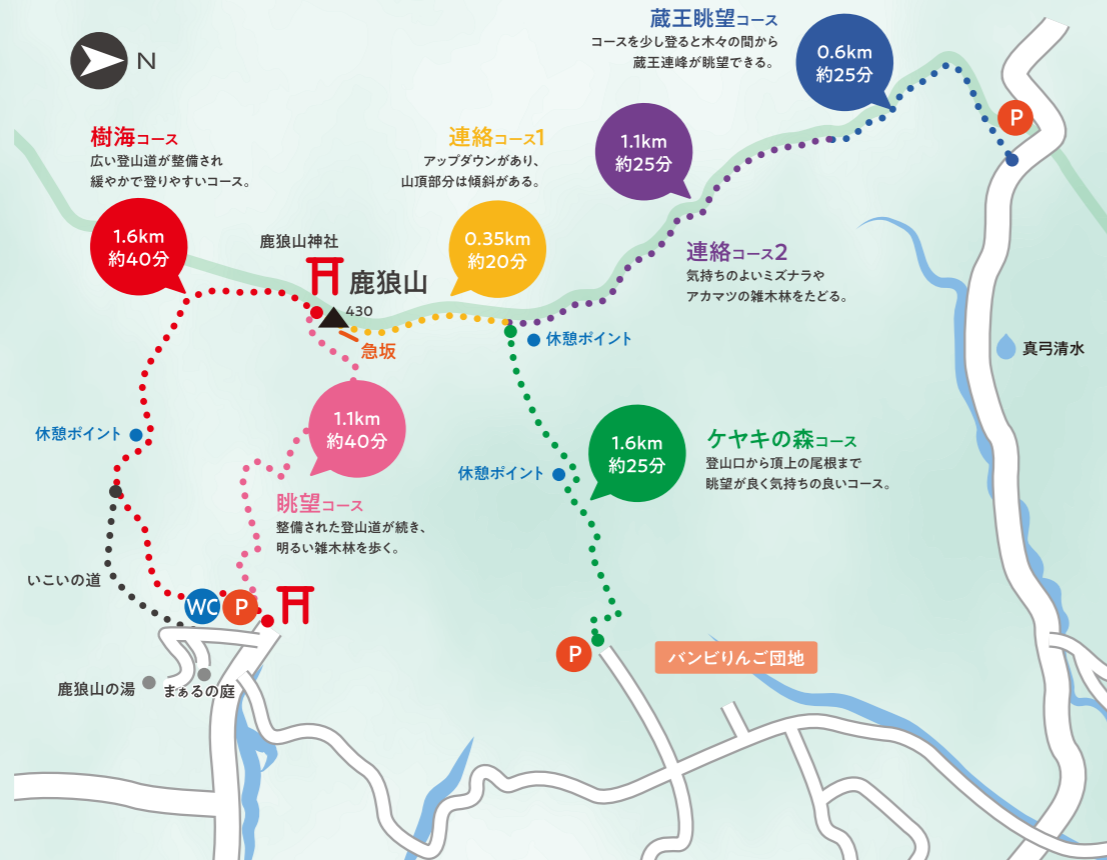 N
蔵王眺望コース
コースを少し登ると木々の間から
蔵王連峰が眺望できる。
0.6km
約25分
P
樹海コース
広い登山道が整備され
緩やかで登りやすいコース。
1.6km
約40分
連絡コース1
アップダウンがあり、
山頂部分は傾斜がある。
0.35km
約20分
1.1km
約25分
連絡コース2
気持ちのよいミズナラや
アカマツの雑木林をたどる。
鹿狼山神社
鹿狼山
430
急坂
休憩ポイント
真弓清水
1.1km
約40分
眺望コース
整備された登山道が続き、
明るい雑木林を歩く。
休憩ポイント
休憩ポイント
1.6km
約25分
ケヤキの森コース
登山口から頂上の尾根まで
眺望が良く気持ちの良いコース。
いこいの道
WC
P
鹿狼山の湯
まぁるの庭
P
バンビりんご団地